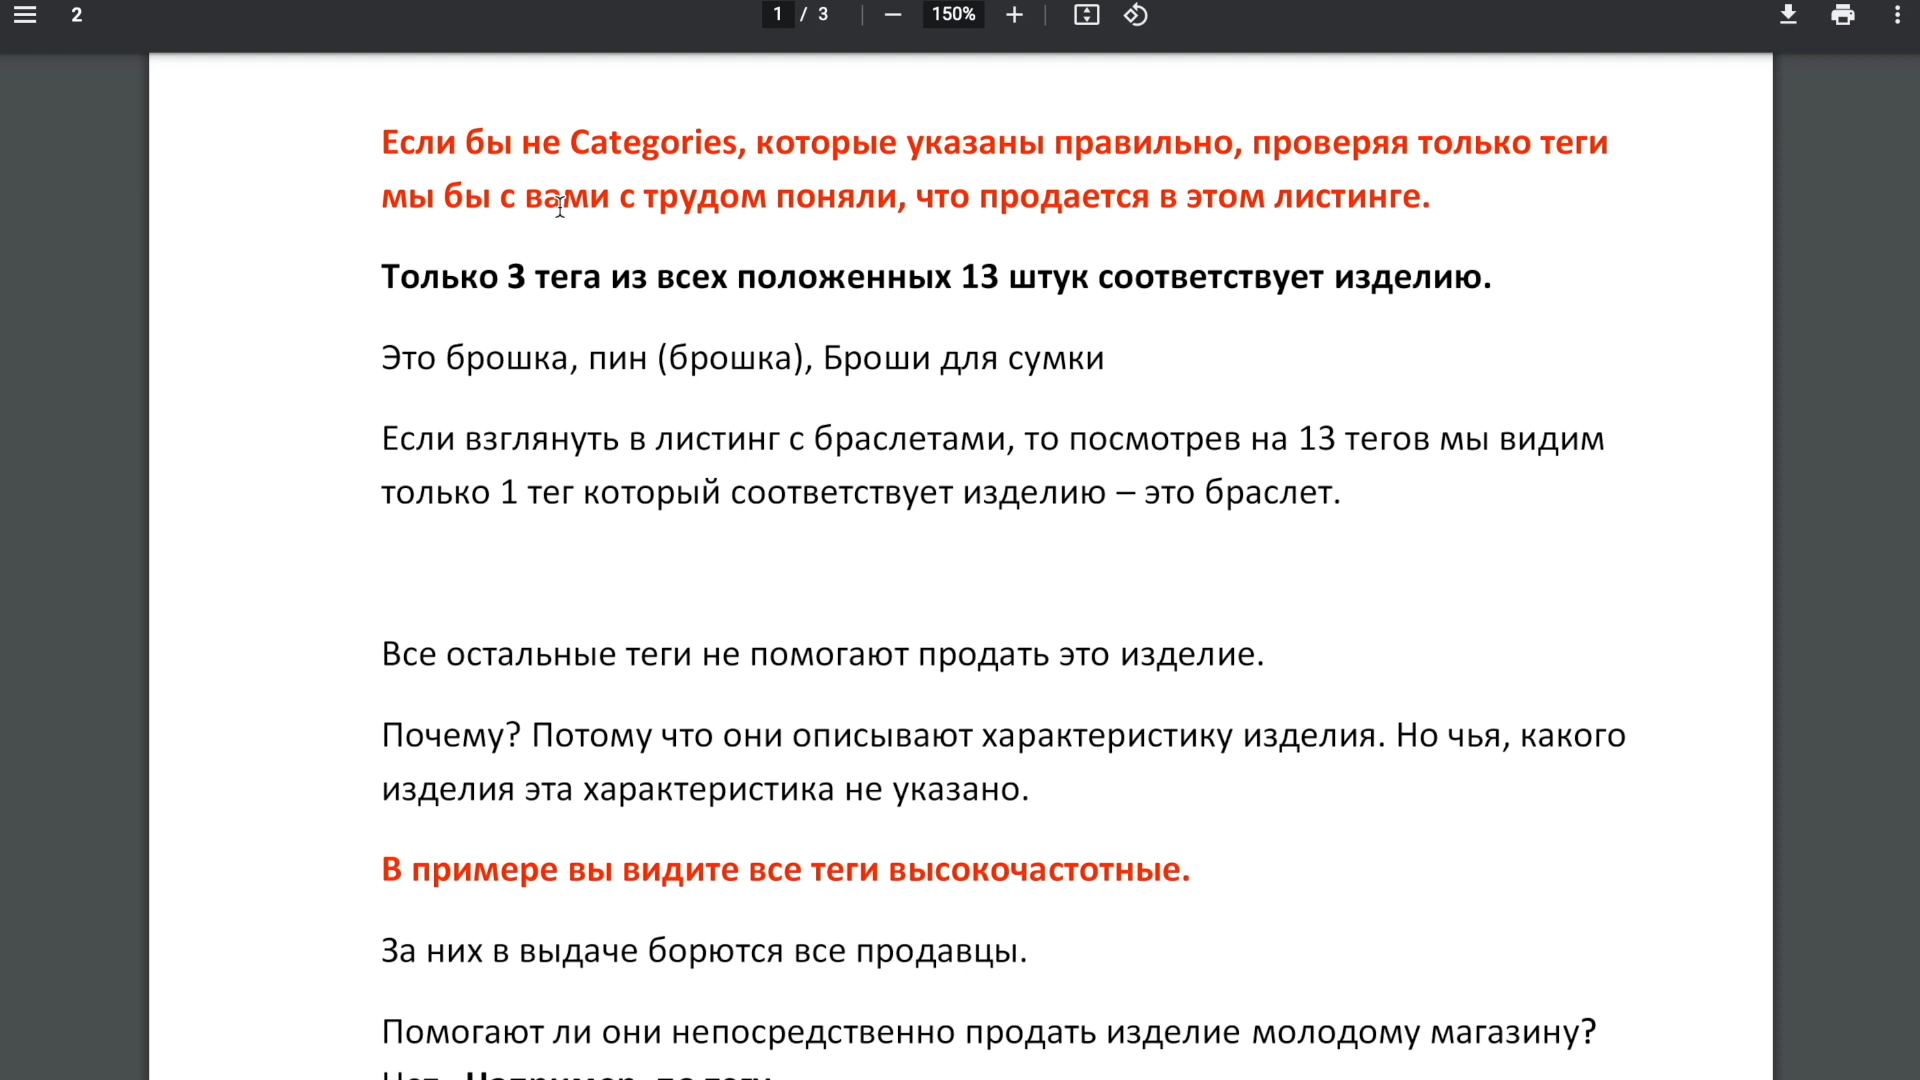 2
1 / 3
150%
Если бы не Categories, которые указаны правильно, проверяя только теги
мы бы с вами с трудом поняли, что продается в этом листинге.
Только 3 тега из всех положенных 13 штук соответствует изделию.
Это брошка, пин (брошка), Броши для сумки
Если взглянуть в листинг с браслетами, то посмотрев на 13 тегов мы видим
только 1 тег который соответствует изделию – это браслет.
Все остальные теги не помогают продать это изделие.
Почему? Потому что они описывают характеристику изделия. Но чья, какого
изделия эта характеристика не указано.
В примере вы видите все теги высокочастотные.
За них в выдаче борются все продавцы.
Помогают ли они непосредственно продать изделие молодому магазину?